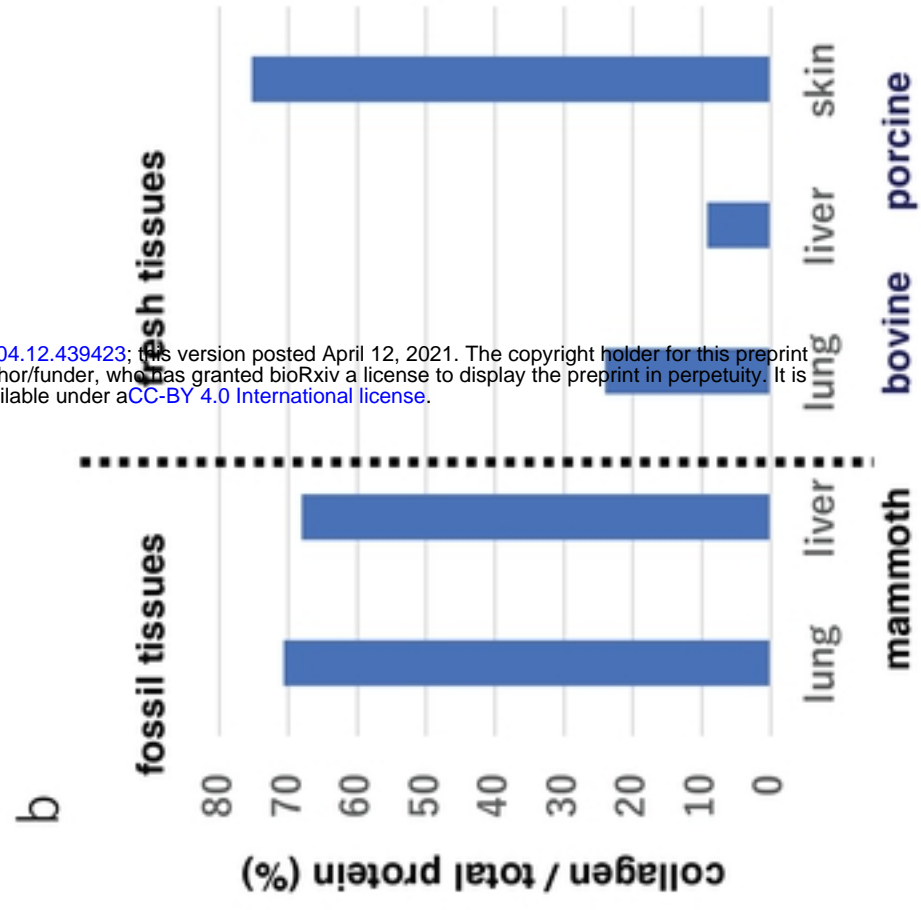 b
fossil tissues
fresh tissues
04.12.439423; this version posted April 12, 2021. The copyright holder for this preprint
hor/funder, who has granted bioRxiv a license to display the preprint in perpetuity. It is
ilable under aCC-BY 4.0 International license.
collagen / total protein (%)
80
70
60
50
40
30
20
10
0
lung
liver
lung
liver
skin
mammoth
bovine
porcine